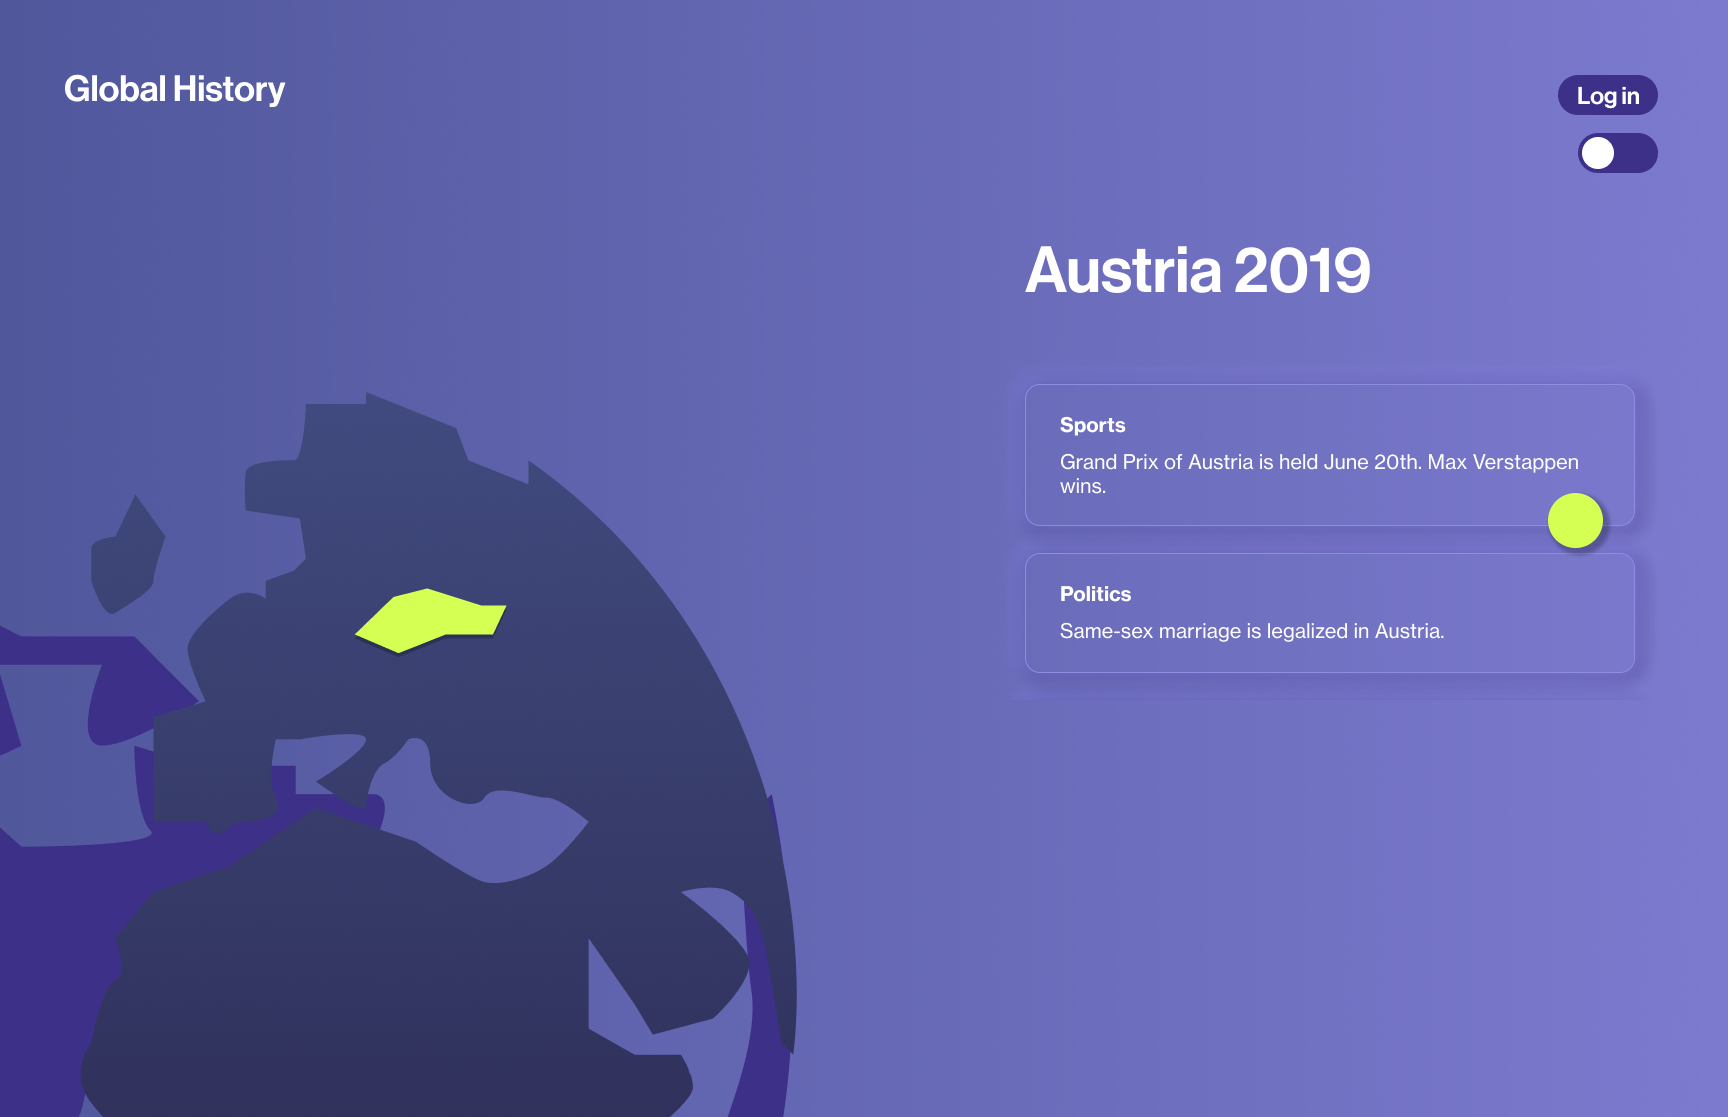 Global History
Log in
Austria 2019
Sports
Grand Prix of Austria is held June 20th. Max Verstappen
wins.
Politics
Same-sex marriage is legalized in Austria.